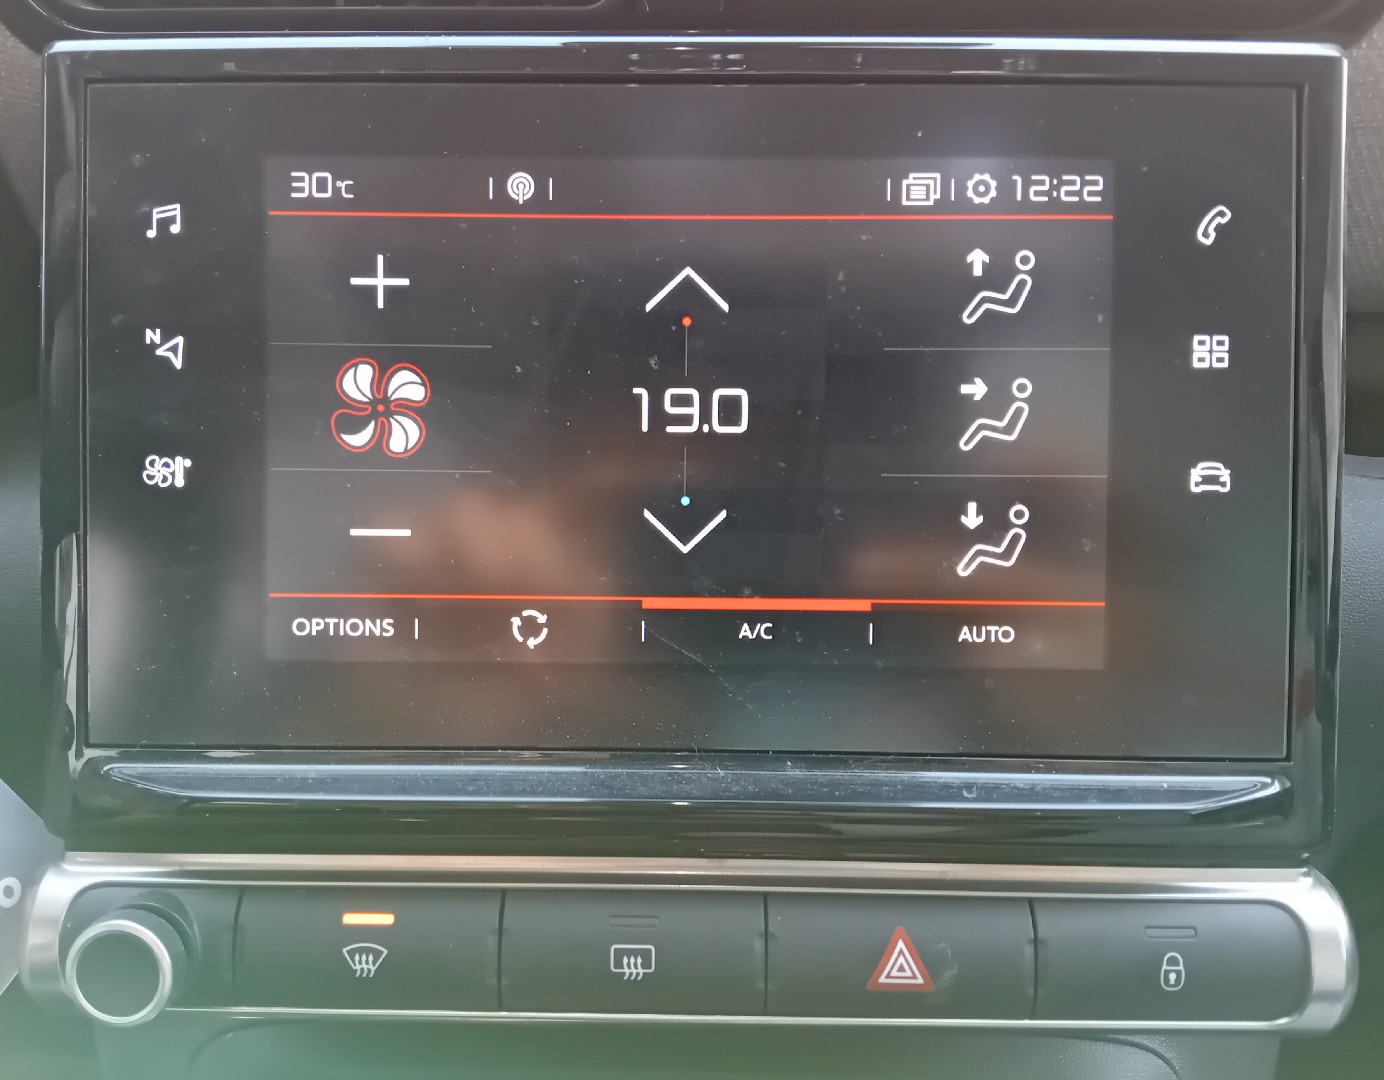 30°C
12:22
N
19.0
OPTIONS
A/C
AUTO